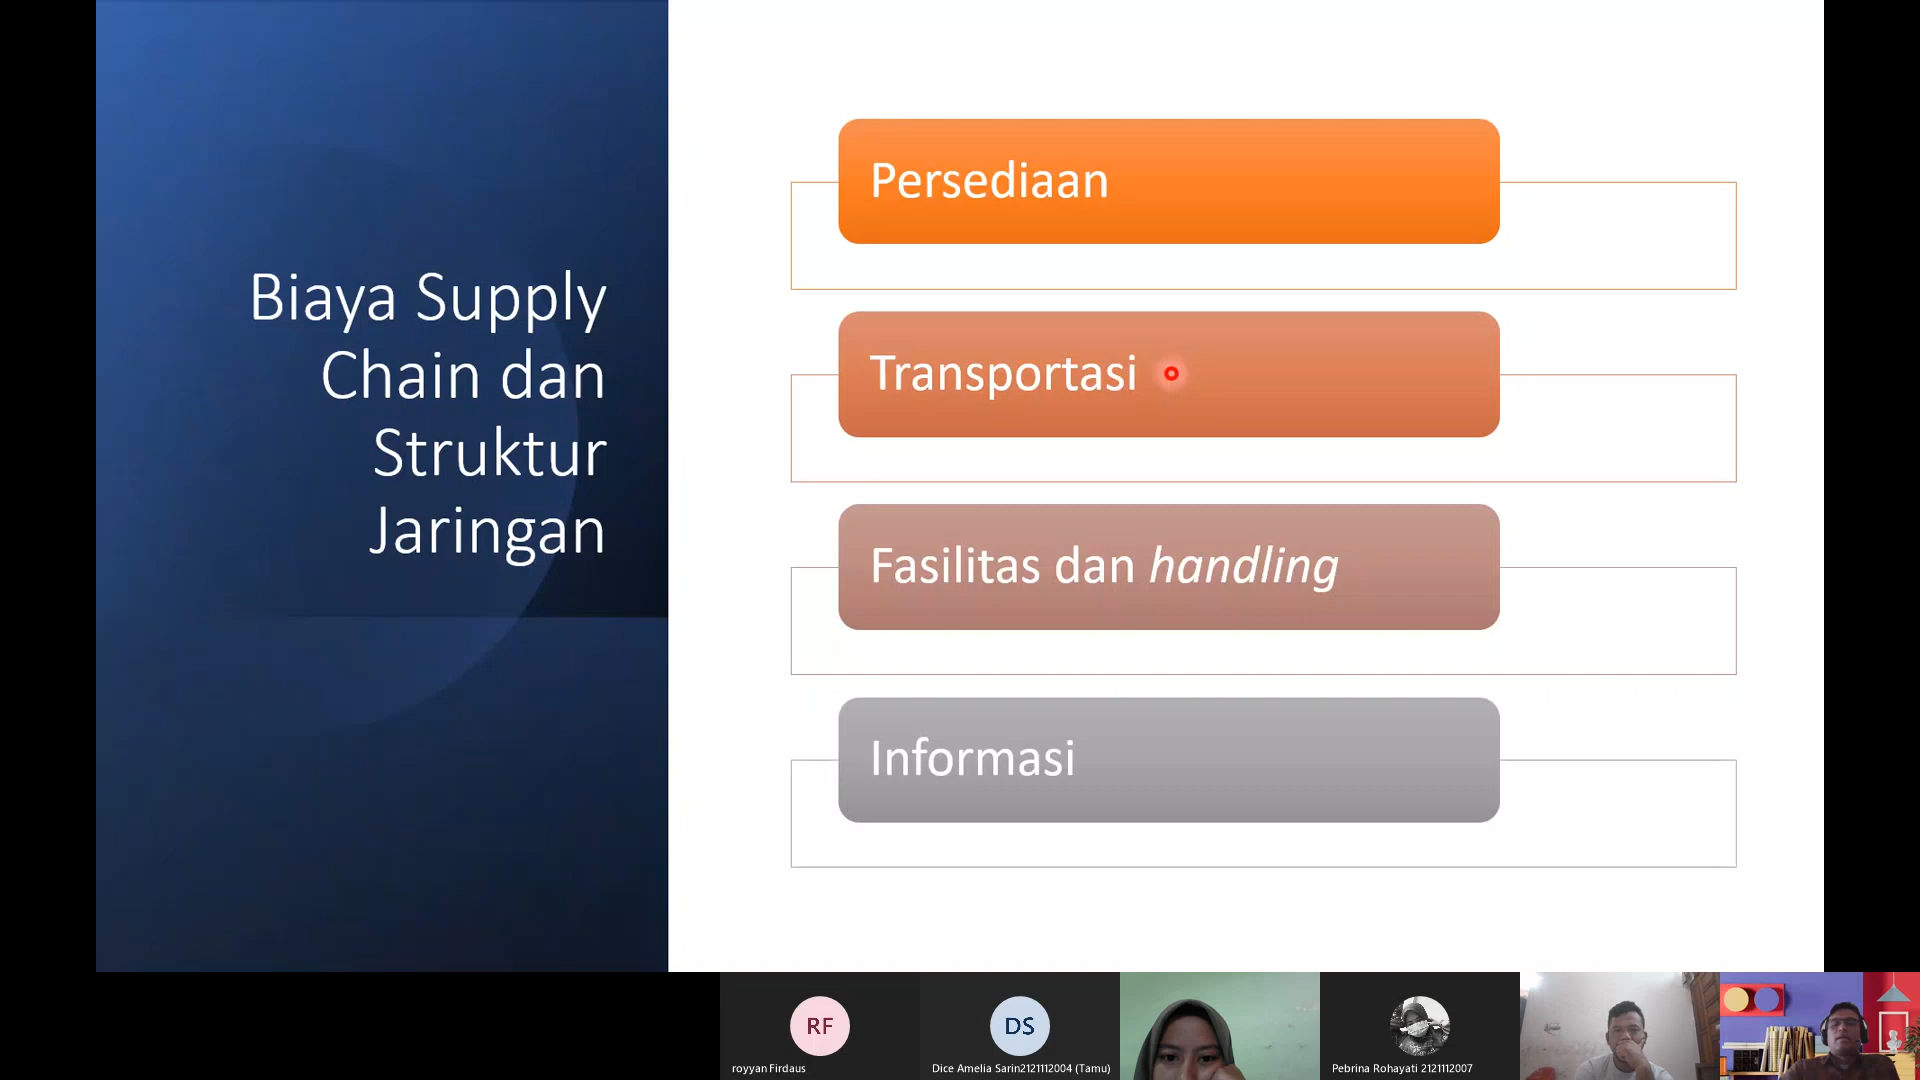 Biaya Supply
Chain dan
Struktur
Jaringan
Persediaan
Transportasi
Fasilitas dan handling
Informasi
RF
royyan Firdaus
DS
Dice Amelia Sarin2121112004 (Tamu)
Pebrina Rohayati 2121112007